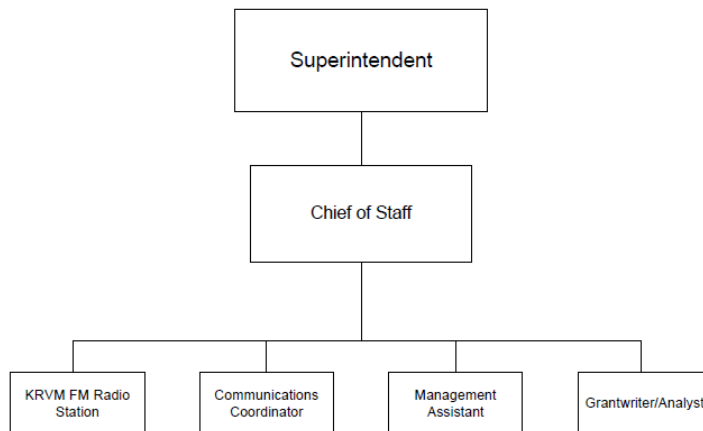 Superintendent
Chief of Staff
KRVM FM Radio
Station
Communications
Coordinator
Management
Assistant
Grantwriter/Analyst